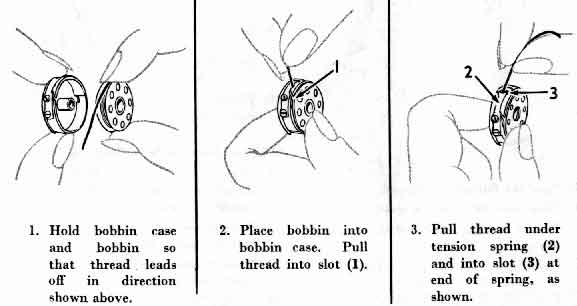 1
2
3
1. Hold bobbin case
and bobbin so
that thread leads
off in direction
shown above.
2. Place bobbin into
bobbin case. Pull
thread into slot (1).
3. Pull thread under
tension spring (2)
and into slot (3) at
end of spring, as
shown.